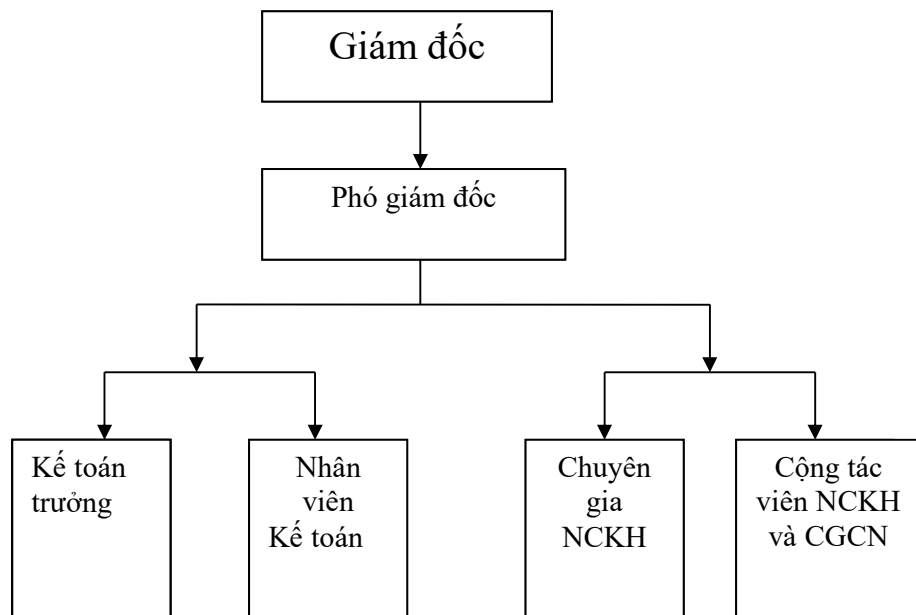 Giám đốc
Phó giám đốc
Kế toán
trưởng
Nhân
viên
Kế toán
Chuyên
gia
NCKH
Cộng tác
viên NCKH
và CGCN